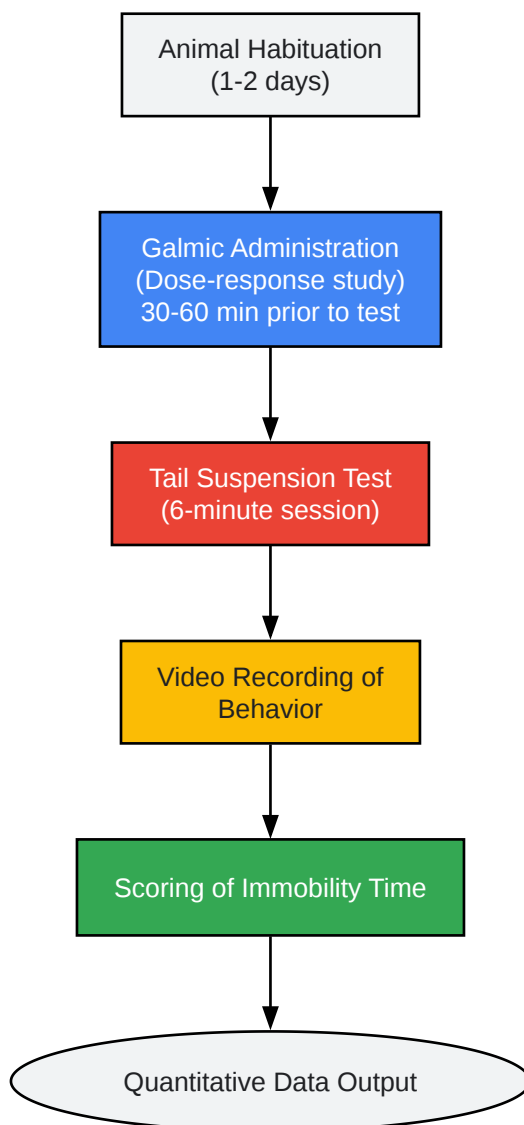 Animal Habituation
(1-2 days)
Galmic Administration
(Dose-response study)
30-60 min prior to test
Tail Suspension Test
(6-minute session)
Video Recording of
Behavior
Scoring of Immobility Time
Quantitative Data Output